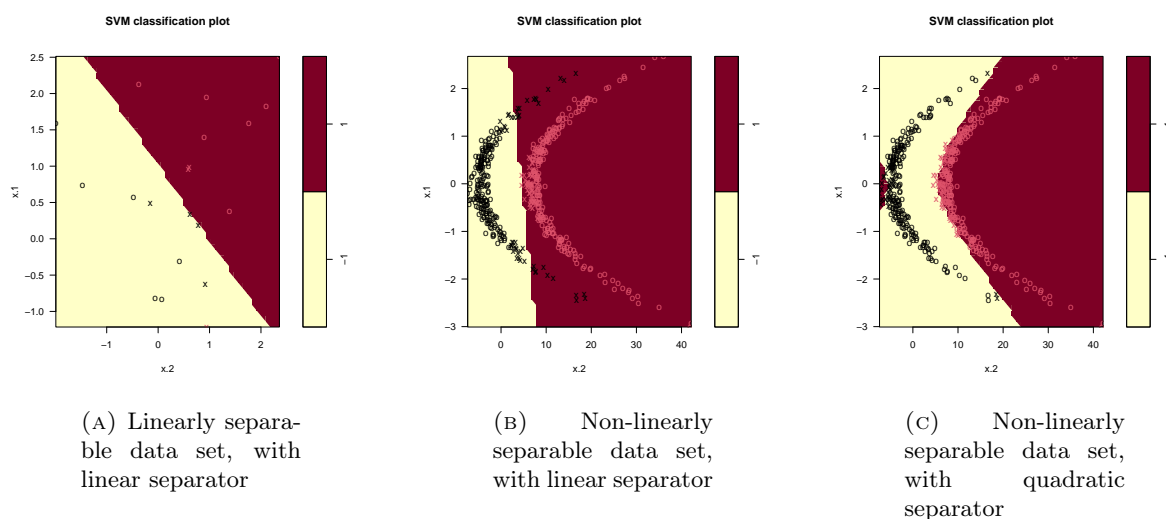 SVM classification plot
2.5
2.0
1.5
1.0
0.5
0.0
−0.5
−1.0
−1
0
1
2
x.2
x.1
1
−1
(A) Linearly separa-
ble data set, with
linear separator
SVM classification plot
2
1
0
−1
−2
−3
0
10
20
30
40
x.2
x.1
1
−1
(B) Non-linearly
separable data set,
with linear separator
SVM classification plot
2
1
0
−1
−2
−3
0
10
20
30
40
x.2
x.1
1
−1
(C) Non-linearly
separable data set,
with quadratic
separator